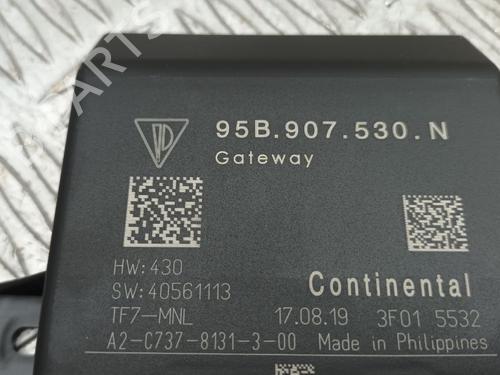 95B.907.530.N
Gateway
HW:430
SW:40561113
TF7-MNL
Continental
17.08.19 3F01 5532
A2-C737-8131-3-00 Made in Philippines